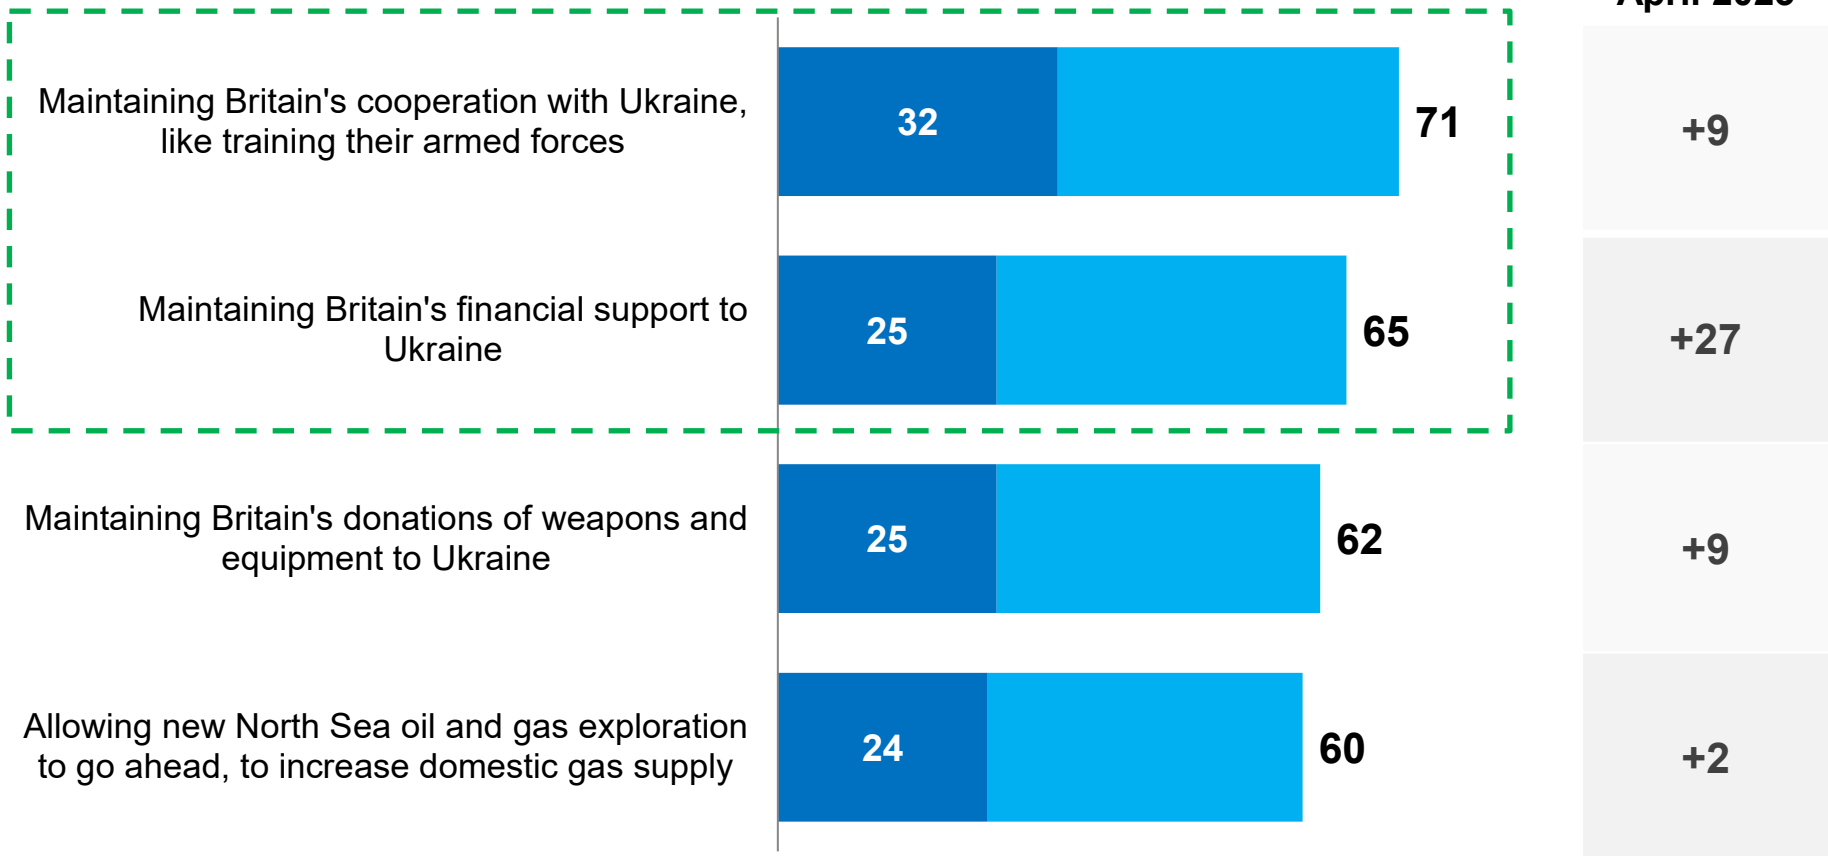 Maintaining Britain's cooperation with Ukraine,
like training their armed forces
32
71
+9
Maintaining Britain's financial support to
Ukraine
25
65
+27
Maintaining Britain's donations of weapons and
equipment to Ukraine
25
62
+9
Allowing new North Sea oil and gas exploration
to go ahead, to increase domestic gas supply
24
60
+2